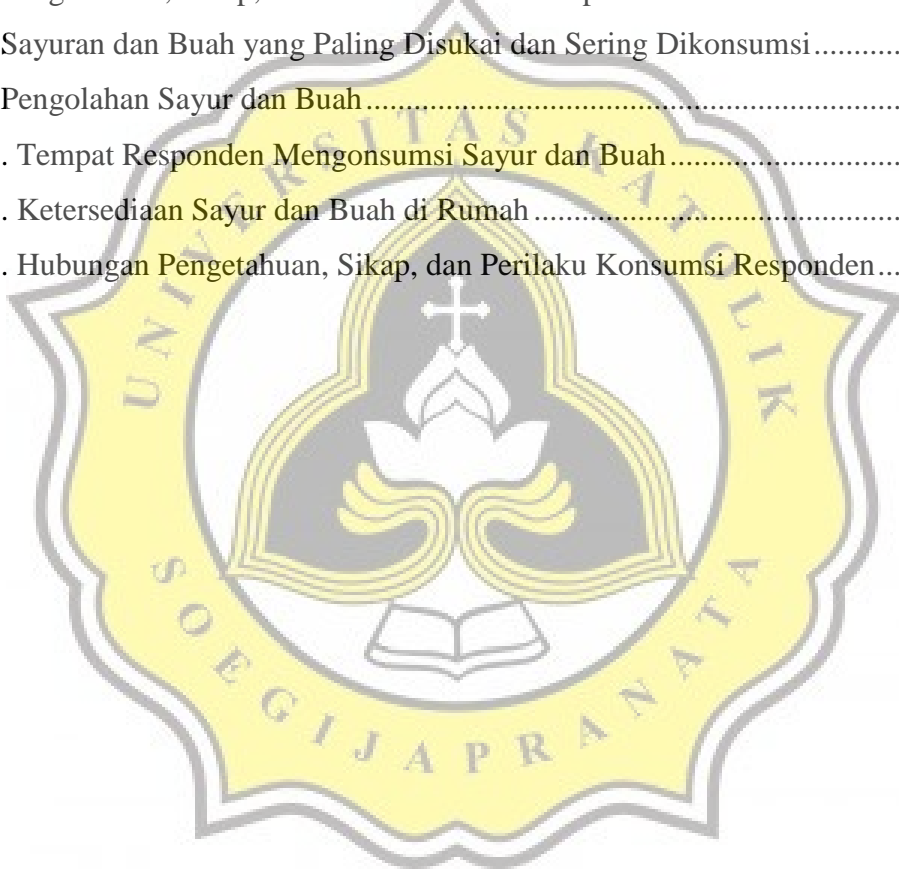 Sayuran dan Buah yang Paling Disukai dan Sering Dikonsumsi...........
Pengolahan Sayur dan Buah.................................................................
. Tempat Responden Mengonsumsi Sayur dan Buah............................
. Ketersediaan Sayur dan Buah di Rumah.............................................
. Hubungan Pengetahuan, Sikap, dan Perilaku Konsumsi Responden...
UNIVERSITAS KATOLIK
SOEGIJAPRANATA